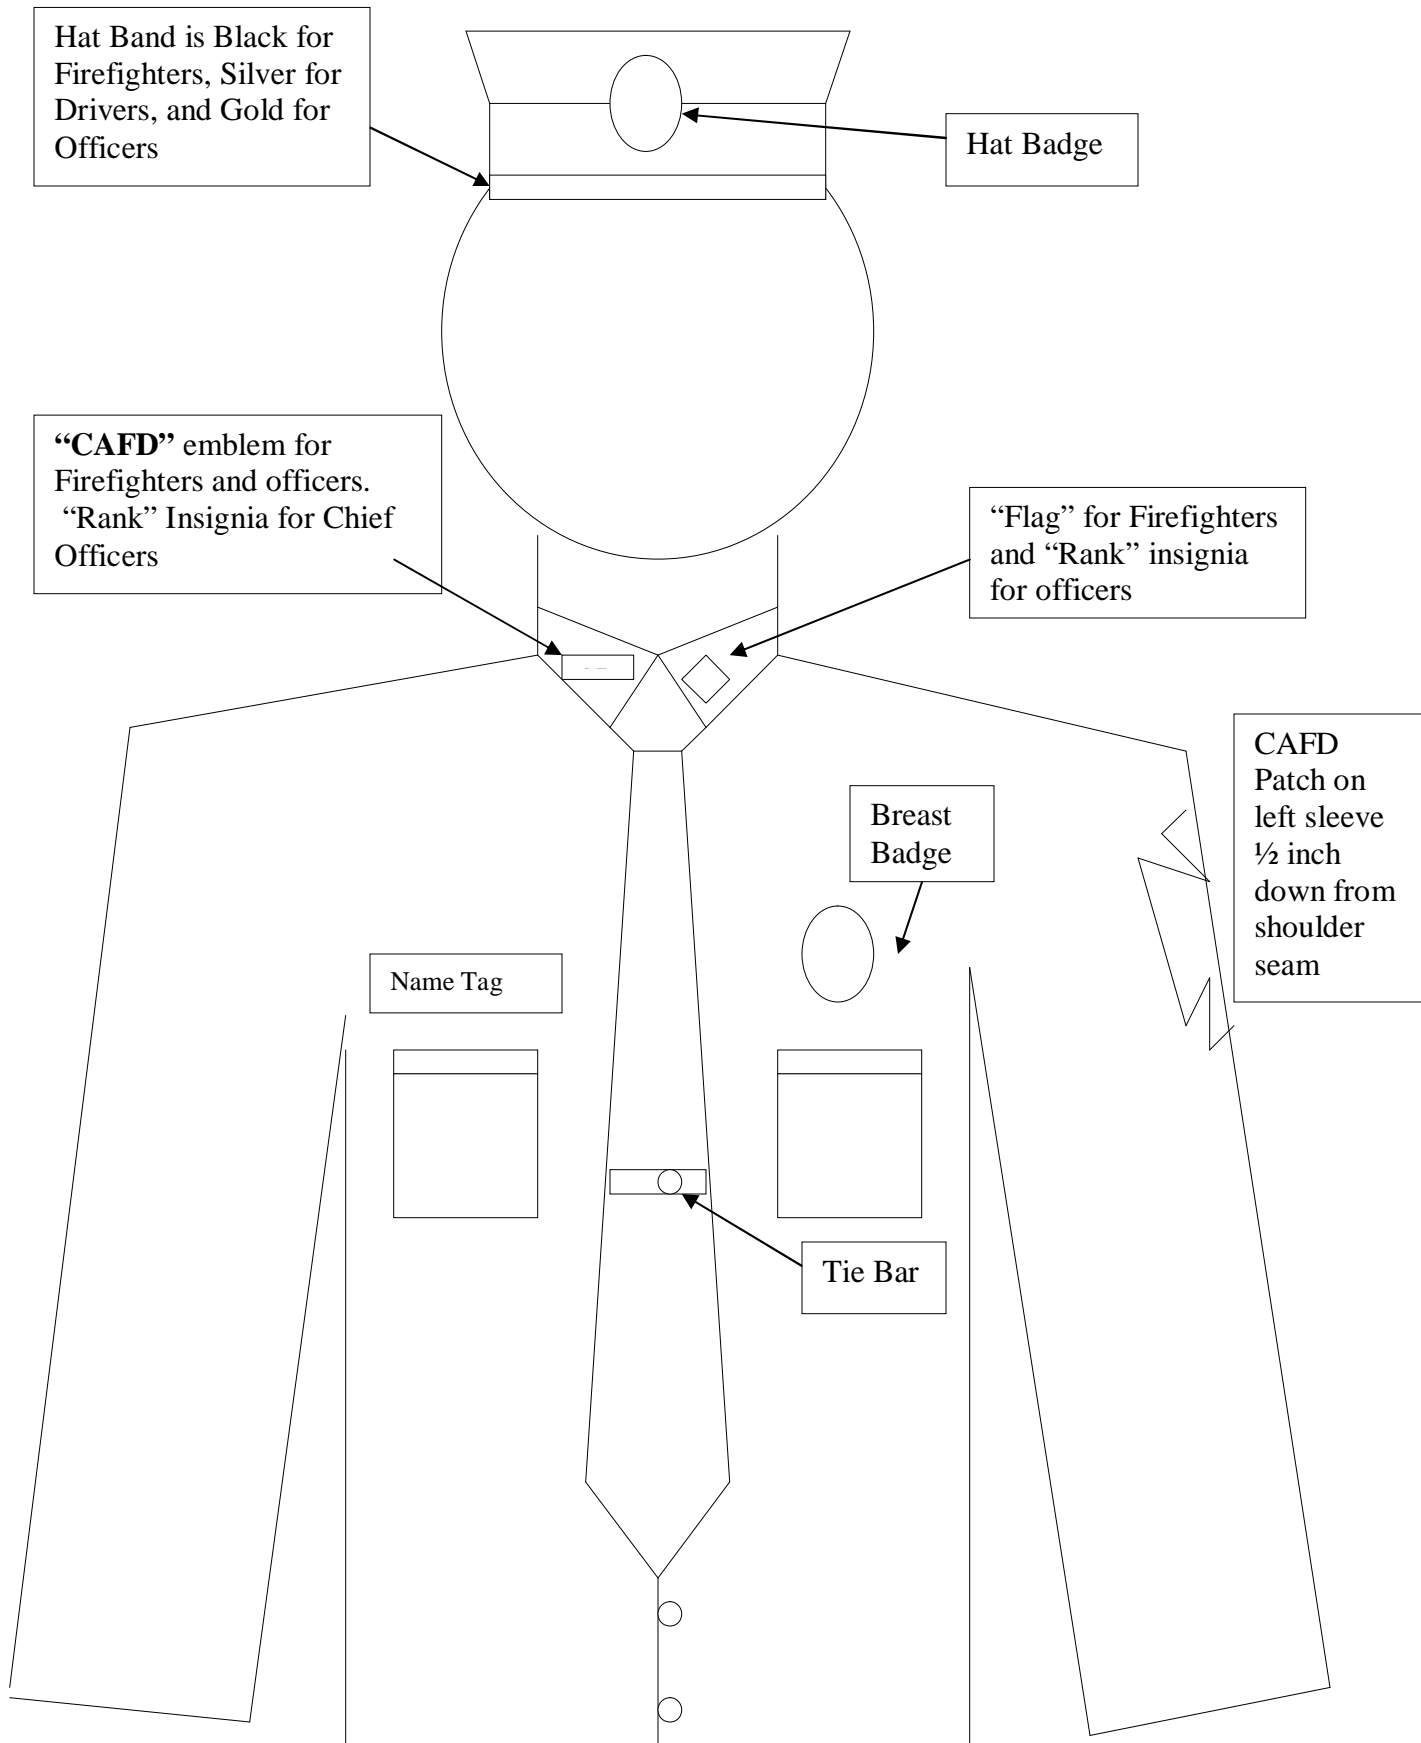 Hat Band is Black for
Firefighters, Silver for
Drivers, and Gold for
Officers
Hat Badge
“CAFD” emblem for
Firefighters and officers.
“Rank” Insignia for Chief
Officers
“Flag” for Firefighters
and “Rank” insignia
for officers
CAFD
Patch on
left sleeve
½ inch
down from
shoulder
seam
Breast
Badge
Name Tag
Tie Bar